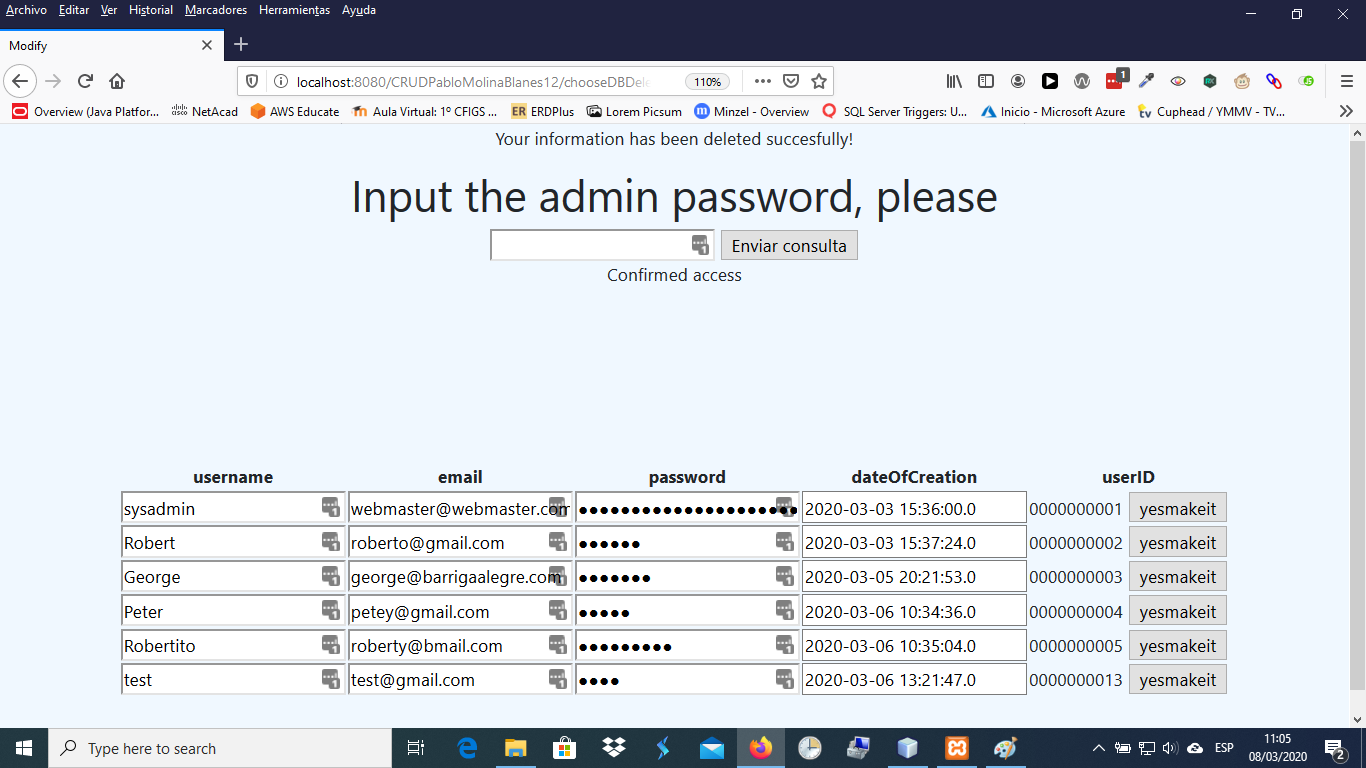 Archivo Editar Ver Historial Marcadores Herramientas Ayuda
Modify
localhost:8080/CRUDPabloMolinaBlanes12/chooseDBDele 110%
1
Overview (Java Platfor... NetAcad AWS Educate Aula Virtual: 1º CFIGS ... ERDPlus Lorem Picsum Minzel - Overview SQL Server Triggers: U... Inicio - Microsoft Azure Cuphead / YMMV - TV...
Your information has been deleted succesfully!
Input the admin password, please
Enviar consulta
Confirmed access
username email password dateOfCreation userID
sysadmin webmaster@webmaster.com ●●●●●●●●●●●●●●●●●●●●● 2020-03-03 15:36:00.0 0000000001 yesmakeit
Robert roberto@gmail.com ●●●●●● 2020-03-03 15:37:24.0 0000000002 yesmakeit
George george@barrigaalegre.com ●●●●●●● 2020-03-05 20:21:53.0 0000000003 yesmakeit
Peter petey@gmail.com ●●●●● 2020-03-06 10:34:36.0 0000000004 yesmakeit
Robertito roberty@bmail.com ●●●●●●●●● 2020-03-06 10:35:04.0 0000000005 yesmakeit
test test@gmail.com ●●●● 2020-03-06 13:21:47.0 0000000013 yesmakeit
Type here to search
ESP
11:05
08/03/2020
2